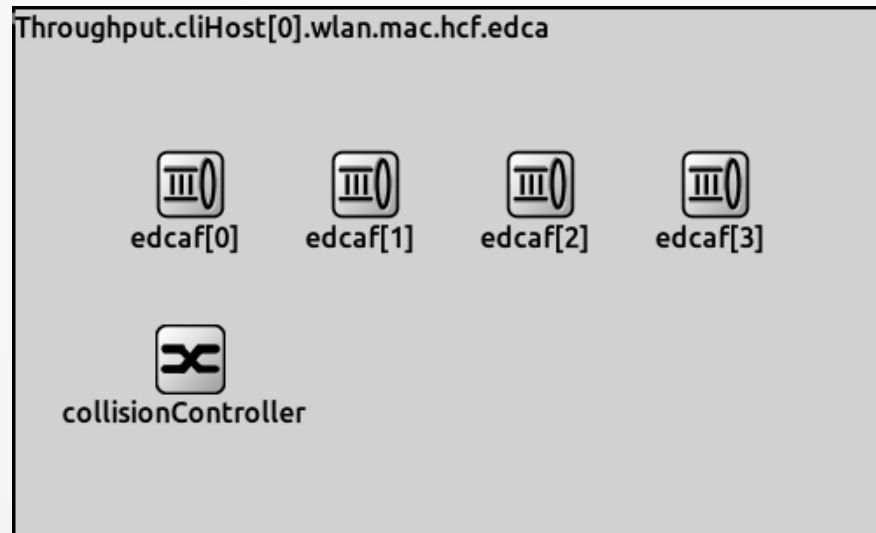 Throughput.cliHost[0].wlan.mac.hcf.edca
edcaf[0] edcaf[1] edcaf[2] edcaf[3]
collisionController